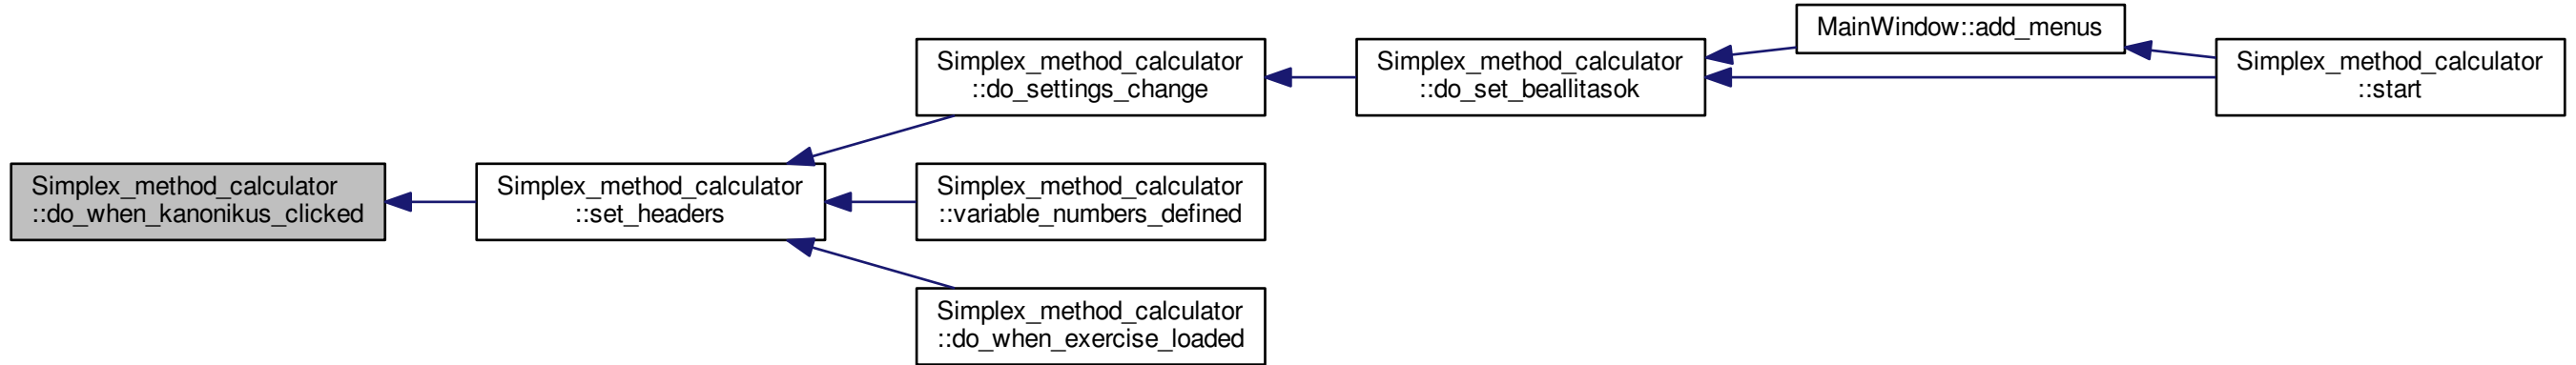 Simplex_method_calculator
::do_when_kanonikus_clicked
Simplex_method_calculator
::set_headers
Simplex_method_calculator
::do_settings_change
Simplex_method_calculator
::variable_numbers_defined
Simplex_method_calculator
::do_when_exercise_loaded
Simplex_method_calculator
::do_set_beallitasok
MainWindow::add_menus
Simplex_method_calculator
::start